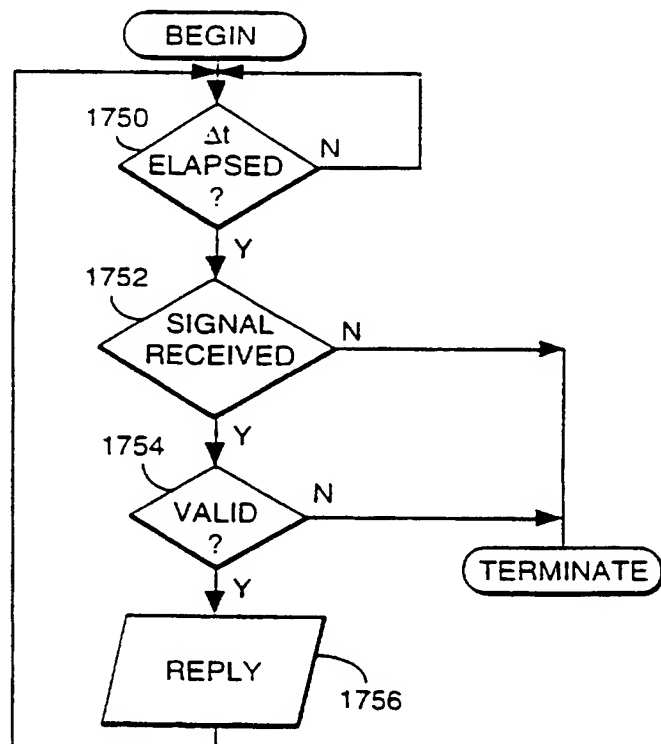 BEGIN
1750
Δt
ELAPSED
?
N
Y
1752
SIGNAL
RECEIVED
N
Y
1754
VALID
?
N
Y
TERMINATE
REPLY
1756